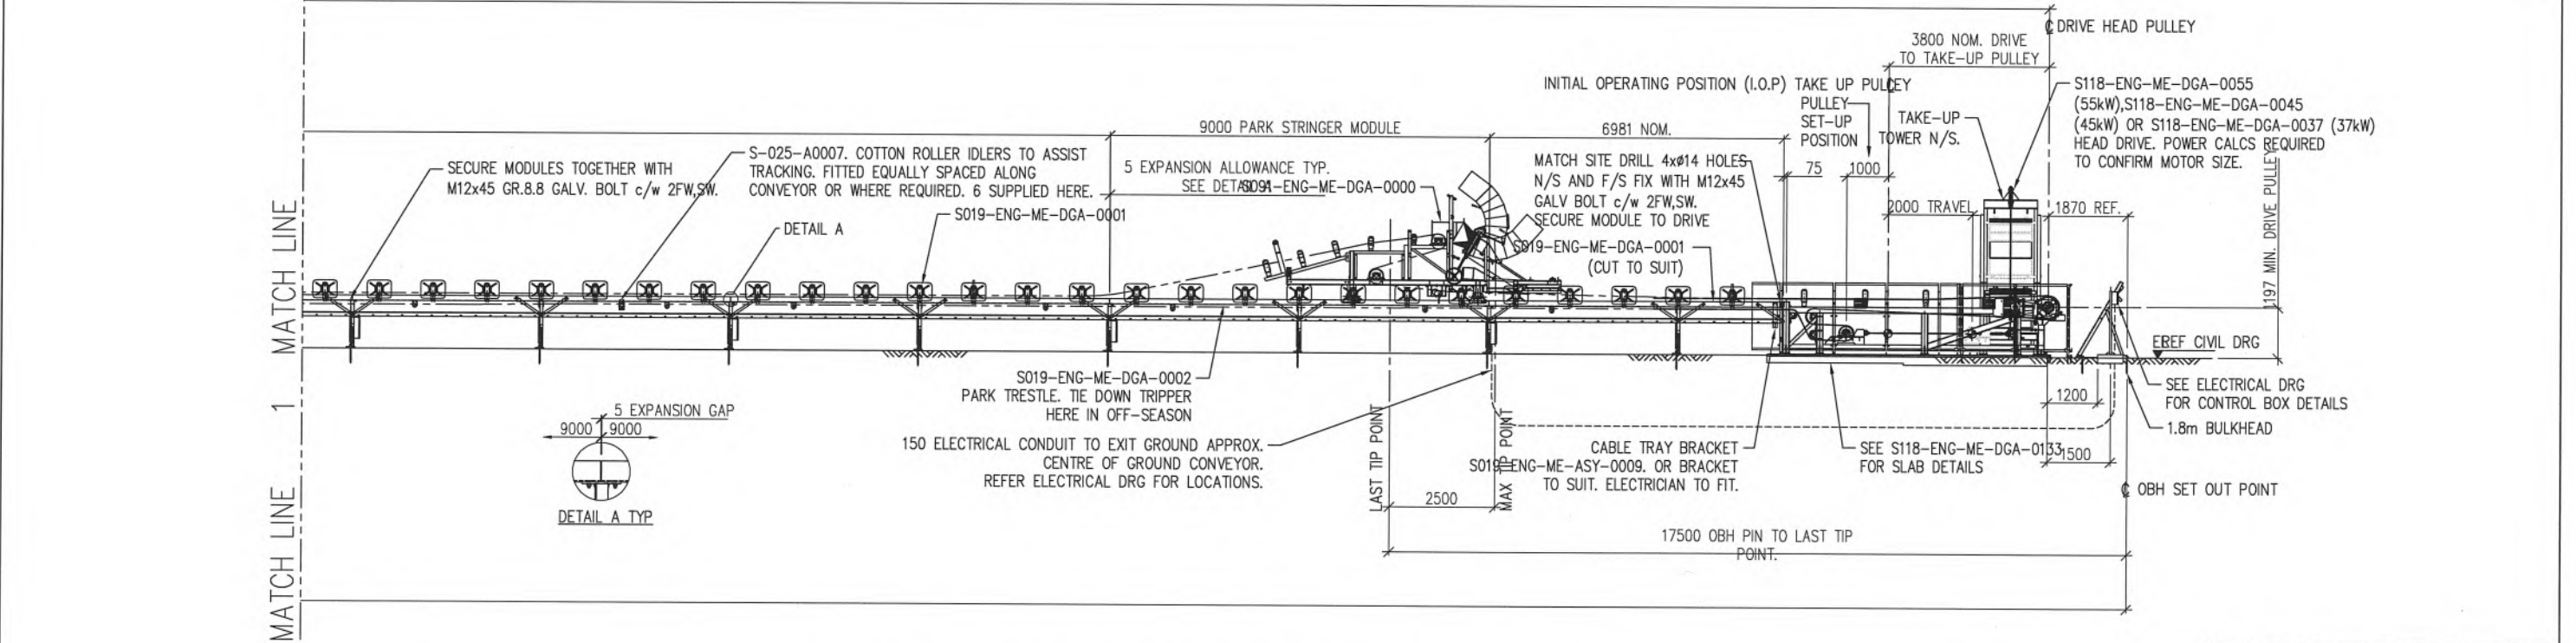 ℄ DRIVE HEAD PULLEY
3800 NOM. DRIVE
TO TAKE-UP PULLEY
INITIAL OPERATING POSITION (I.O.P) TAKE UP PULLEY
PULLEY
SET-UP
POSITION
TAKE-UP
TOWER N/S.
S118-ENG-ME-DGA-0055
(55kW),S118-ENG-ME-DGA-0045
(45kW) OR S118-ENG-ME-DGA-0037 (37kW)
HEAD DRIVE. POWER CALCS REQUIRED
TO CONFIRM MOTOR SIZE.
9000 PARK STRINGER MODULE
6981 NOM.
SECURE MODULES TOGETHER WITH
M12x45 GR.8.8 GALV. BOLT c/w 2FW,SW.
S-025-A0007. COTTON ROLLER IDLERS TO ASSIST
TRACKING. FITTED EQUALLY SPACED ALONG
CONVEYOR OR WHERE REQUIRED. 6 SUPPLIED HERE.
5 EXPANSION ALLOWANCE TYP.
SEE DETAIL A
S091-ENG-ME-DGA-0000
MATCH SITE DRILL 4xø14 HOLES
N/S AND F/S FIX WITH M12x45
GALV BOLT c/w 2FW,SW.
SECURE MODULE TO DRIVE
75
1000
2000 TRAVEL
1870 REF.
1197 MIN. DRIVE PULLEY
S019-ENG-ME-DGA-0001
DETAIL A
S019-ENG-ME-DGA-0001
(CUT TO SUIT)
MATCH LINE 1 MATCH LINE
REF CIVIL DRG
S019-ENG-ME-DGA-0002
PARK TRESTLE. TIE DOWN TRIPPER
HERE IN OFF-SEASON
SEE ELECTRICAL DRG
FOR CONTROL BOX DETAILS
1200
1.8m BULKHEAD
5 EXPANSION GAP
9000 9000
DETAIL A TYP
150 ELECTRICAL CONDUIT TO EXIT GROUND APPROX.
CENTRE OF GROUND CONVEYOR.
REFER ELECTRICAL DRG FOR LOCATIONS.
LAST TIP POINT
MAX TIP POINT
2500
CABLE TRAY BRACKET
S019-ENG-ME-ASY-0009. OR BRACKET
TO SUIT. ELECTRICIAN TO FIT.
SEE S118-ENG-ME-DGA-0133
FOR SLAB DETAILS
1500
℄ OBH SET OUT POINT
17500 OBH PIN TO LAST TIP
POINT.